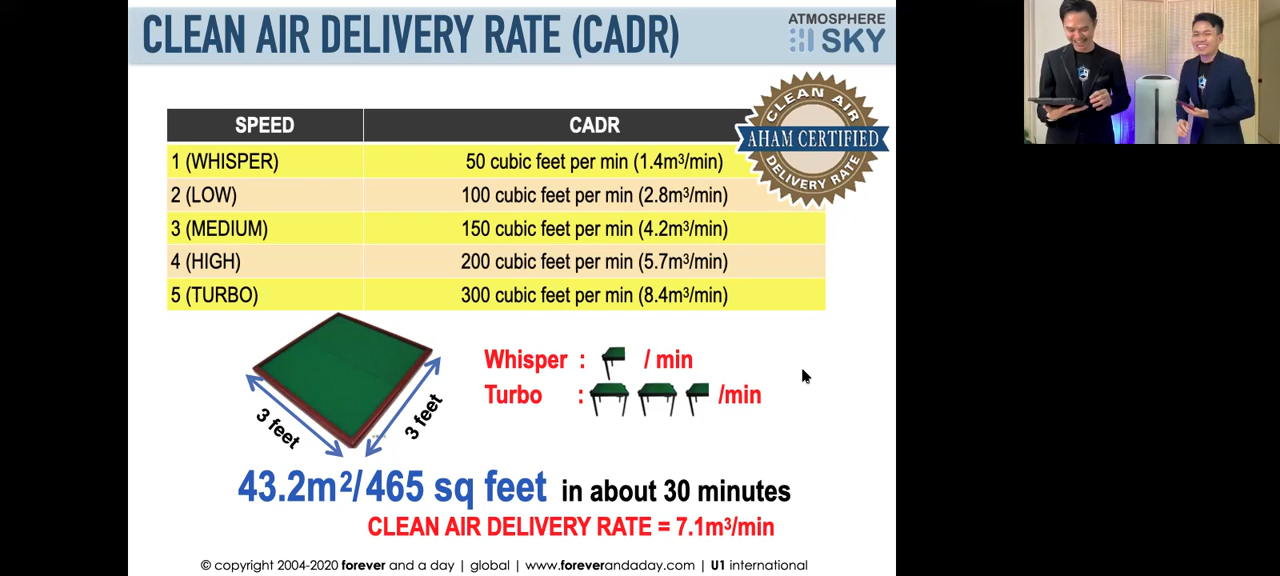 CLEAN AIR DELIVERY RATE (CADR)
ATMOSPHERE
SKY
SPEED CADR
CLEAN AIR
AHAM CERTIFIED
DELIVERY RATE
1 (WHISPER) 50 cubic feet per min (1.4m³/min)
2 (LOW) 100 cubic feet per min (2.8m³/min)
3 (MEDIUM) 150 cubic feet per min (4.2m³/min)
4 (HIGH) 200 cubic feet per min (5.7m³/min)
5 (TURBO) 300 cubic feet per min (8.4m³/min)
3 feet 3 feet
Whisper : / min
Turbo : /min
43.2m²/465 sq feet in about 30 minutes
CLEAN AIR DELIVERY RATE = 7.1m³/min
© copyright 2004-2020 forever and a day | global | www.foreverandaday.com | U1 international